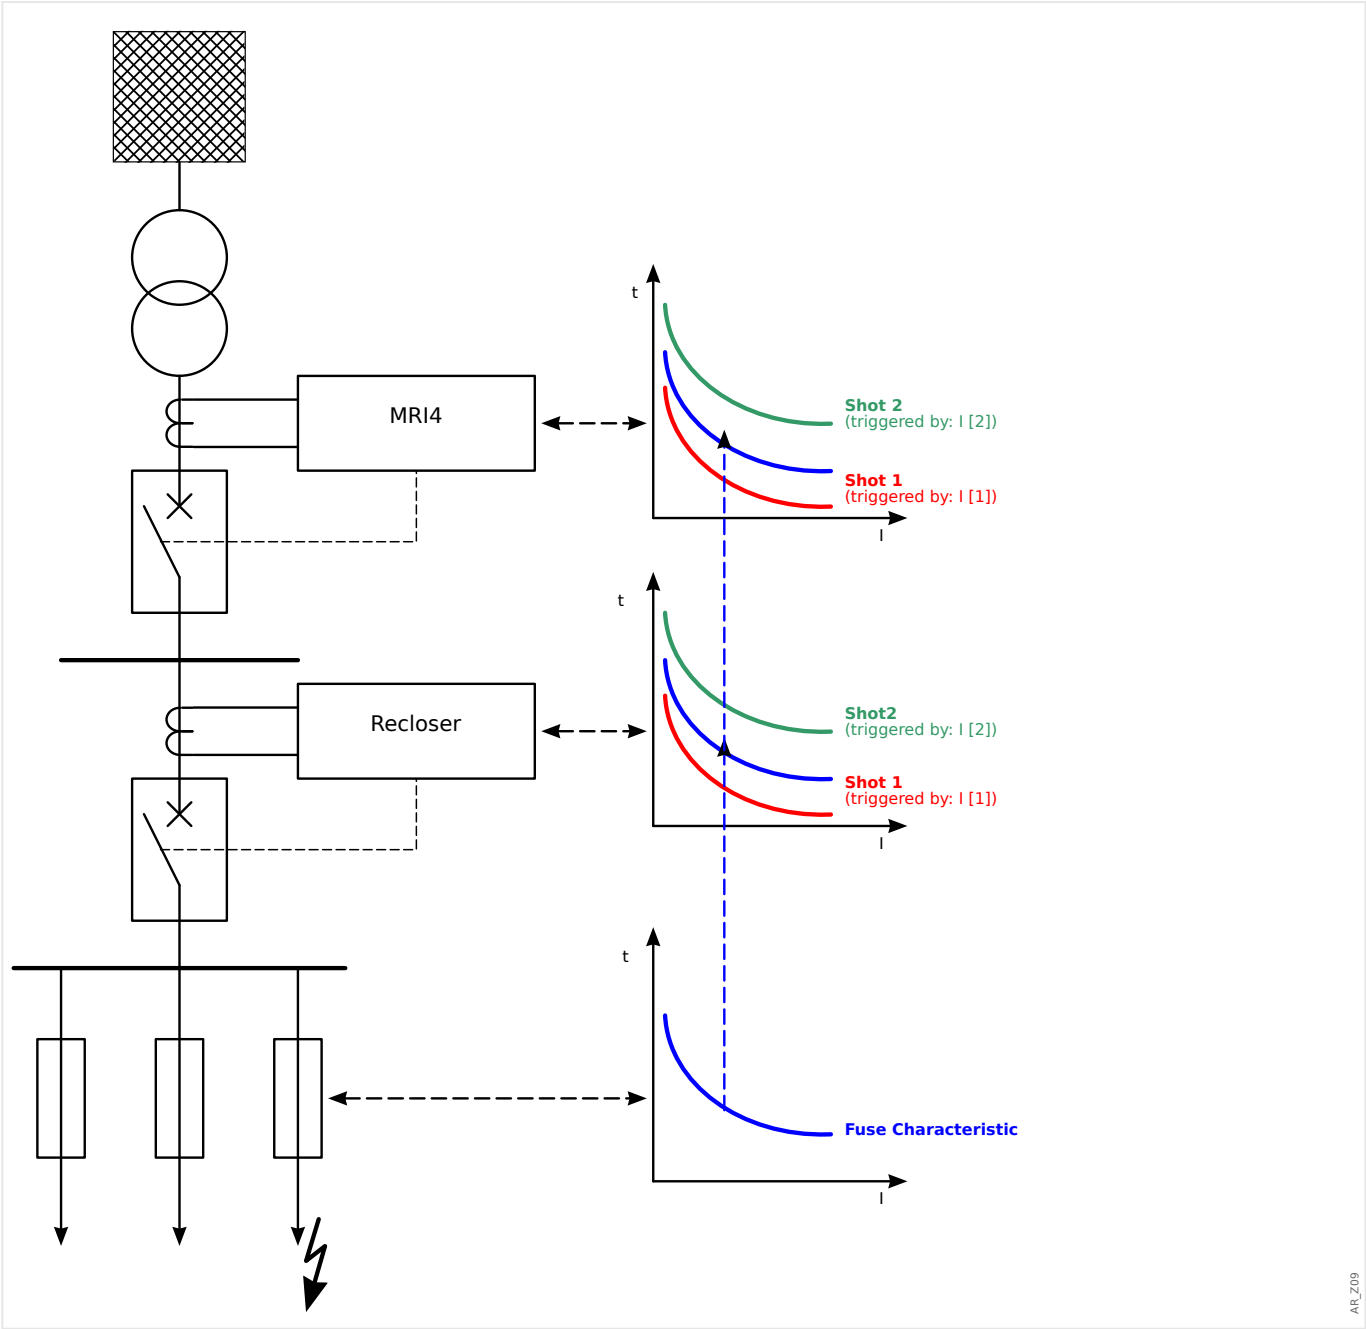 t
MRI4
Shot 2
(triggered by: I [2])
Shot 1
(triggered by: I [1])
I
t
Recloser
Shot2
(triggered by: I [2])
Shot 1
(triggered by: I [1])
I
t
Fuse Characteristic
I
AR_Z09